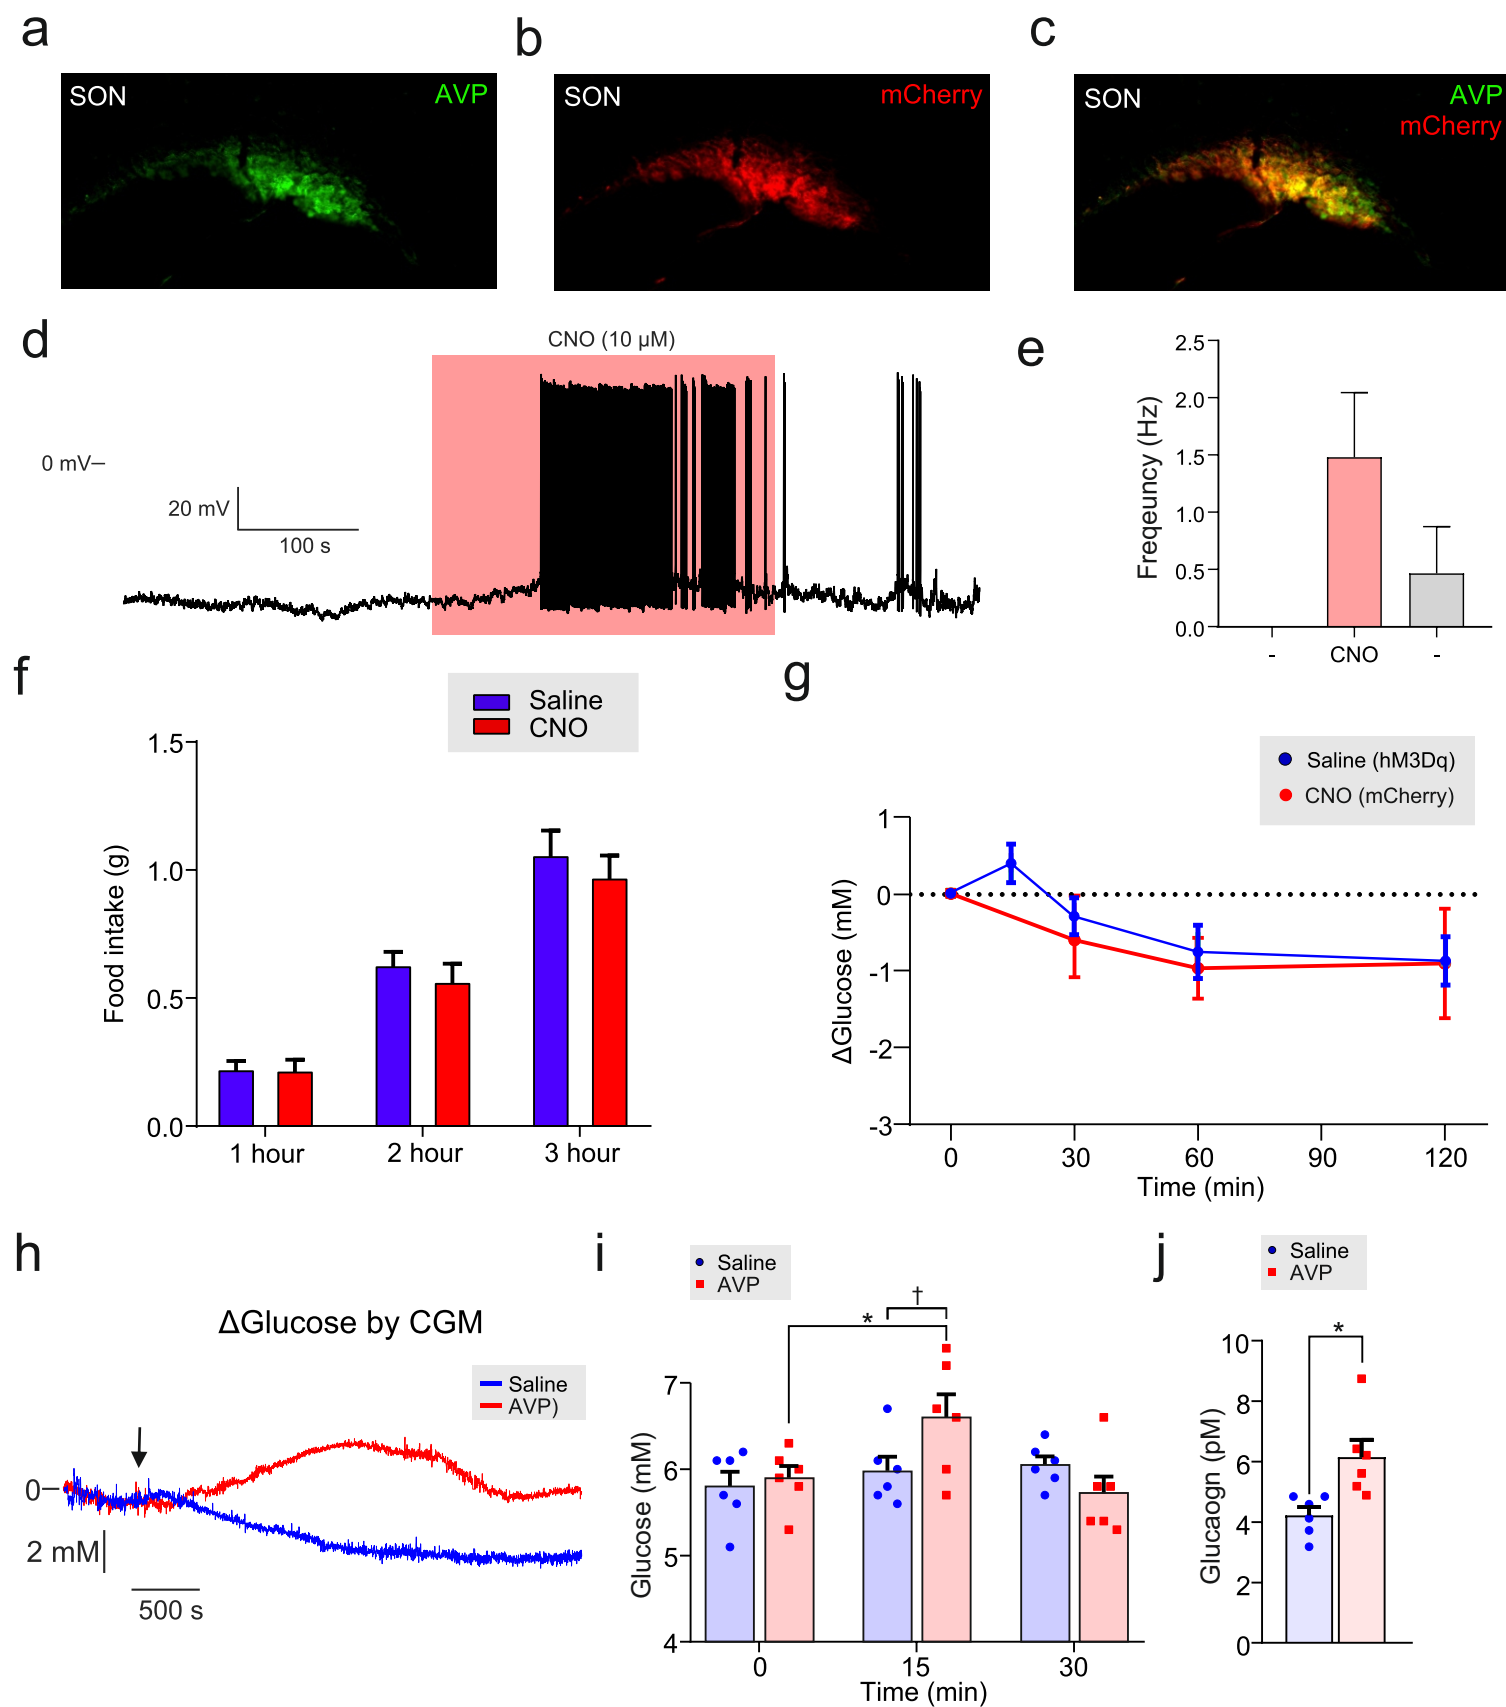 a
SON
AVP
b
SON
mCherry
c
SON
AVP
mCherry
d
CNO (10 µM)
0 mV
20 mV
100 s
e
Freqeuncy (Hz)
2.5
2.0
1.5
1.0
0.5
0.0
-
CNO
-
f
Saline
CNO
Food intake (g)
1.5
1.0
0.5
0.0
1 hour
2 hour
3 hour
g
Saline (hM3Dq)
CNO (mCherry)
ΔGlucose (mM)
1
0
-1
-2
-3
0
30
60
90
120
Time (min)
h
ΔGlucose by CGM
Saline
AVP)
0
2 mM
500 s
i
Saline
AVP
*
†
Glucose (mM)
7
6
5
4
0
15
30
Time (min)
j
Saline
AVP
*
Glucaogn (pM)
10
8
6
4
2
0